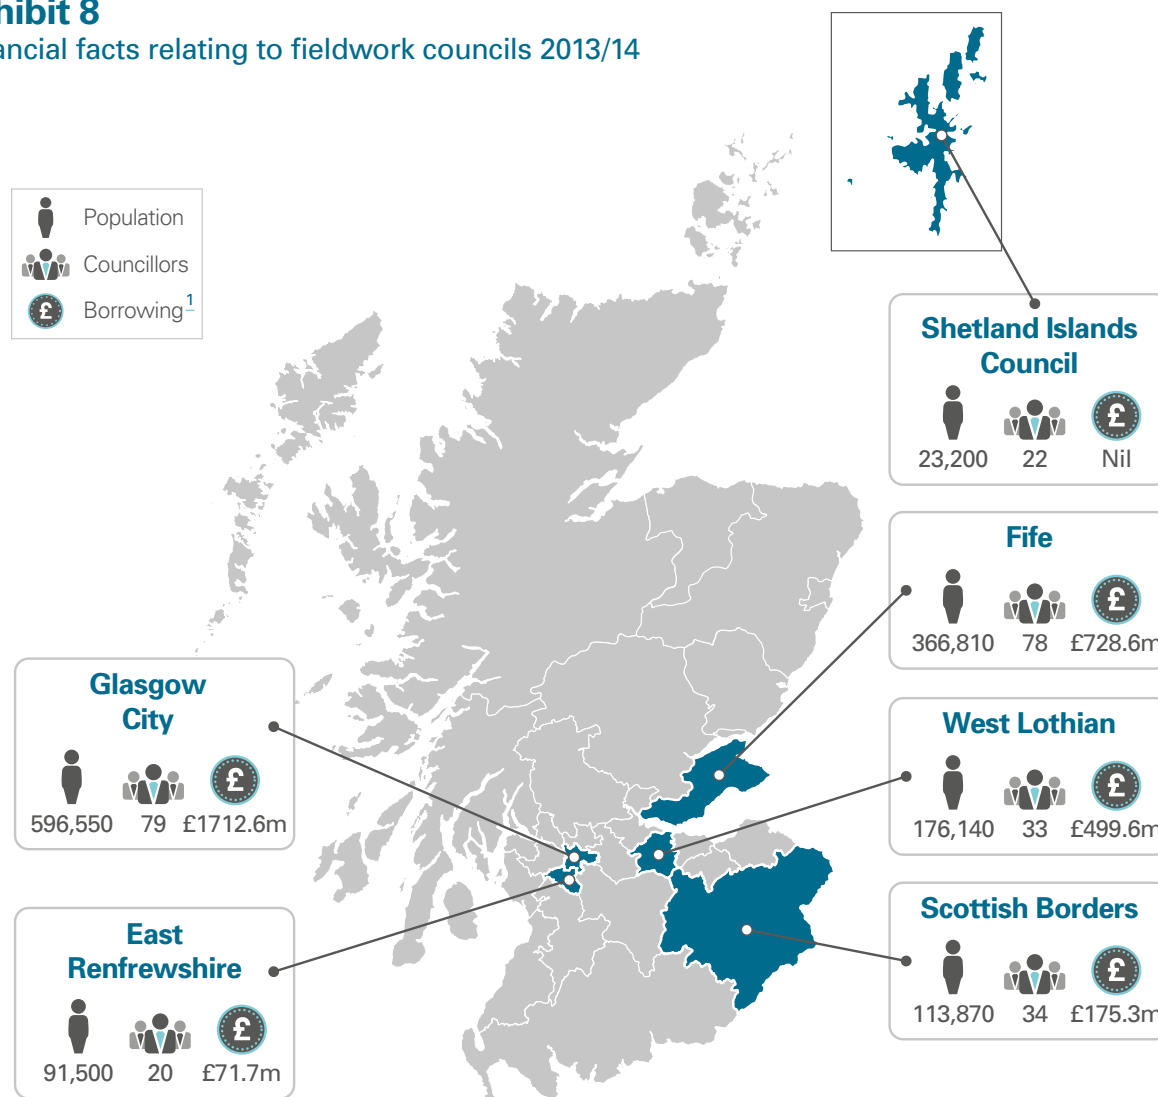 hibit 8
ancial facts relating to fieldwork councils 2013/14
Population
Councillors
£ Borrowing1
Shetland Islands
Council
£
23,200 22 Nil
Fife
£
366,810 78 £728.6m
Glasgow
City
£
596,550 79 £1712.6m
West Lothian
£
176,140 33 £499.6m
Scottish Borders
£
113,870 34 £175.3m
East
Renfrewshire
£
91,500 20 £71.7m